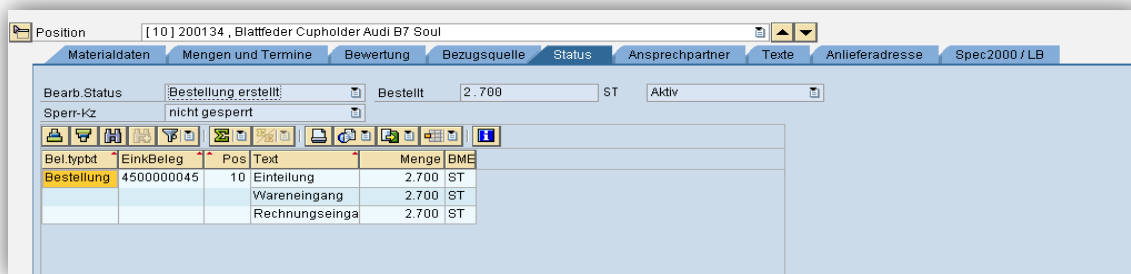 Position [ 10 ] 200134 , Blattfeder Cupholder Audi B7 Soul
Materialdaten Mengen und Termine Bewertung Bezugsquelle Status Ansprechpartner Texte Anlieferadresse Spec2000 / LB
Bearb.Status Bestellung erstellt Bestellt 2.700 ST Aktiv
Sperr-Kz nicht gesperrt
Bel.typtxt EinkBeleg Pos Text Menge BME
Bestellung 4500000045 10 Einteilung 2.700 ST
Wareneingang 2.700 ST
Rechnungseinga 2.700 ST